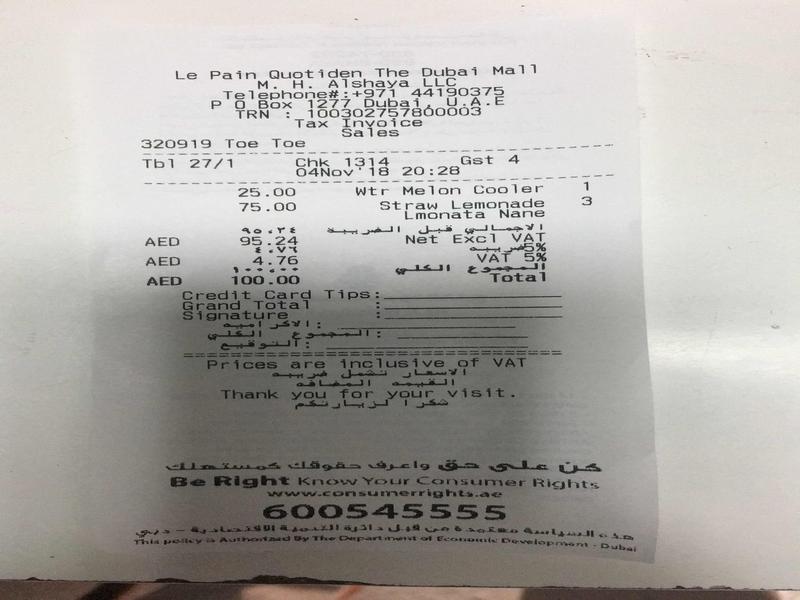 Le Pain Quotiden The Dubai Mall
M. H. Alshaya LLC
Telephone#:+971 44190375
P O Box 1277 Dubai, U.A.E
TRN : 100302757800003
Tax Invoice
Sales
320919 Toe Toe
Tbl 27/1 Chk 1314 Gst 4
04Nov'18 20:28
25.00 Wtr Melon Cooler 1
75.00 Straw Lemonade 3
Lmonata Nane
٩٥.٢٤ الاجمالي قبل الضريبة
AED 95.24 Net Excl VAT
٤.٧٦ ضريبه 5%
AED 4.76 VAT 5%
١٠٠.٠٠ المجموع الكلي
AED 100.00 Total
Credit Card Tips:
Grand Total :
Signature :
الاكراميه:
المجموع الكلي:
التوقيع:
Prices are inclusive of VAT
الاسعار تشمل ضريبه
القيمه المضافه
Thank you for your visit.
شكرا لزيارتكم
كن على حق واعرف حقوقك كمستهلك
Be Right Know Your Consumer Rights
www.consumerrights.ae
600545555
هذه السياسة معتمدة من قبل دائرة التنمية الاقتصادية - دبي
This policy is Authorized By The Department of Economic Development - Dubai